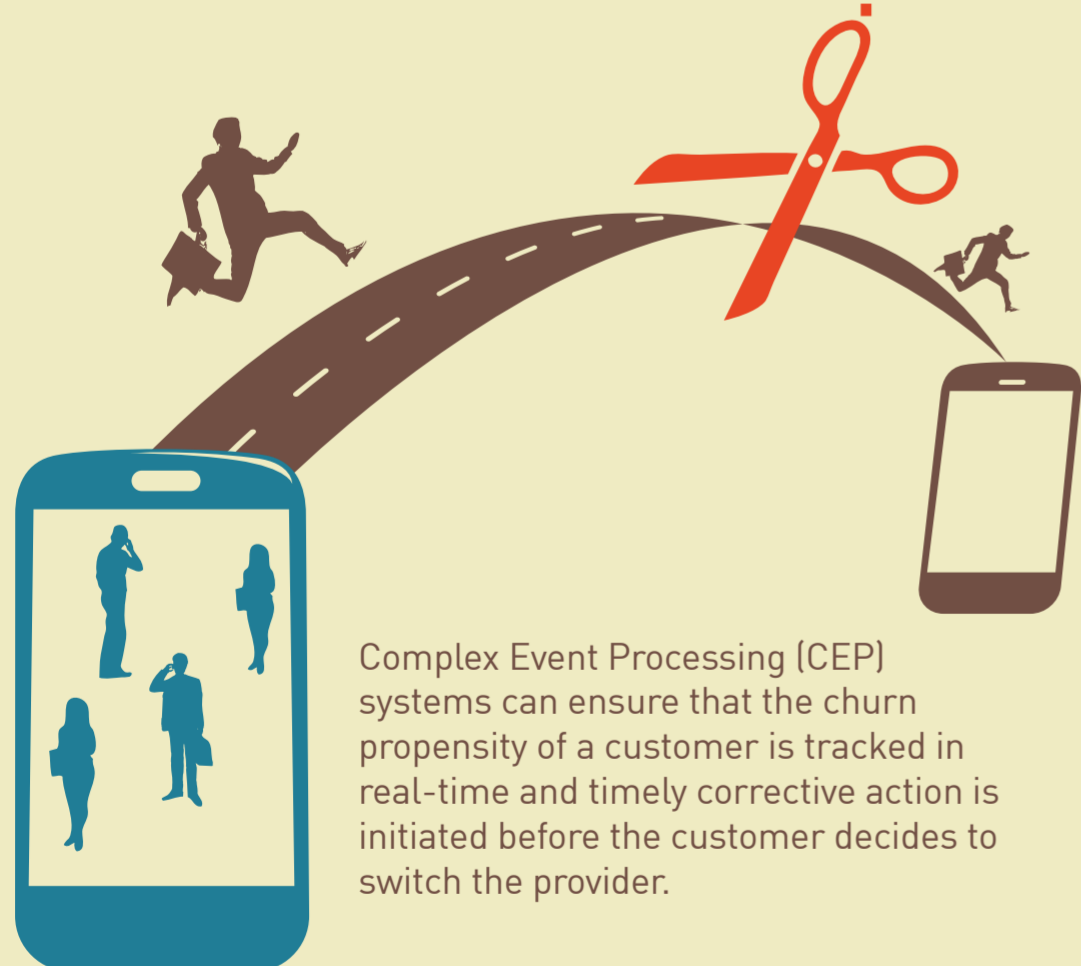 Complex Event Processing (CEP)
systems can ensure that the churn
propensity of a customer is tracked in
real-time and timely corrective action is
initiated before the customer decides to
switch the provider.